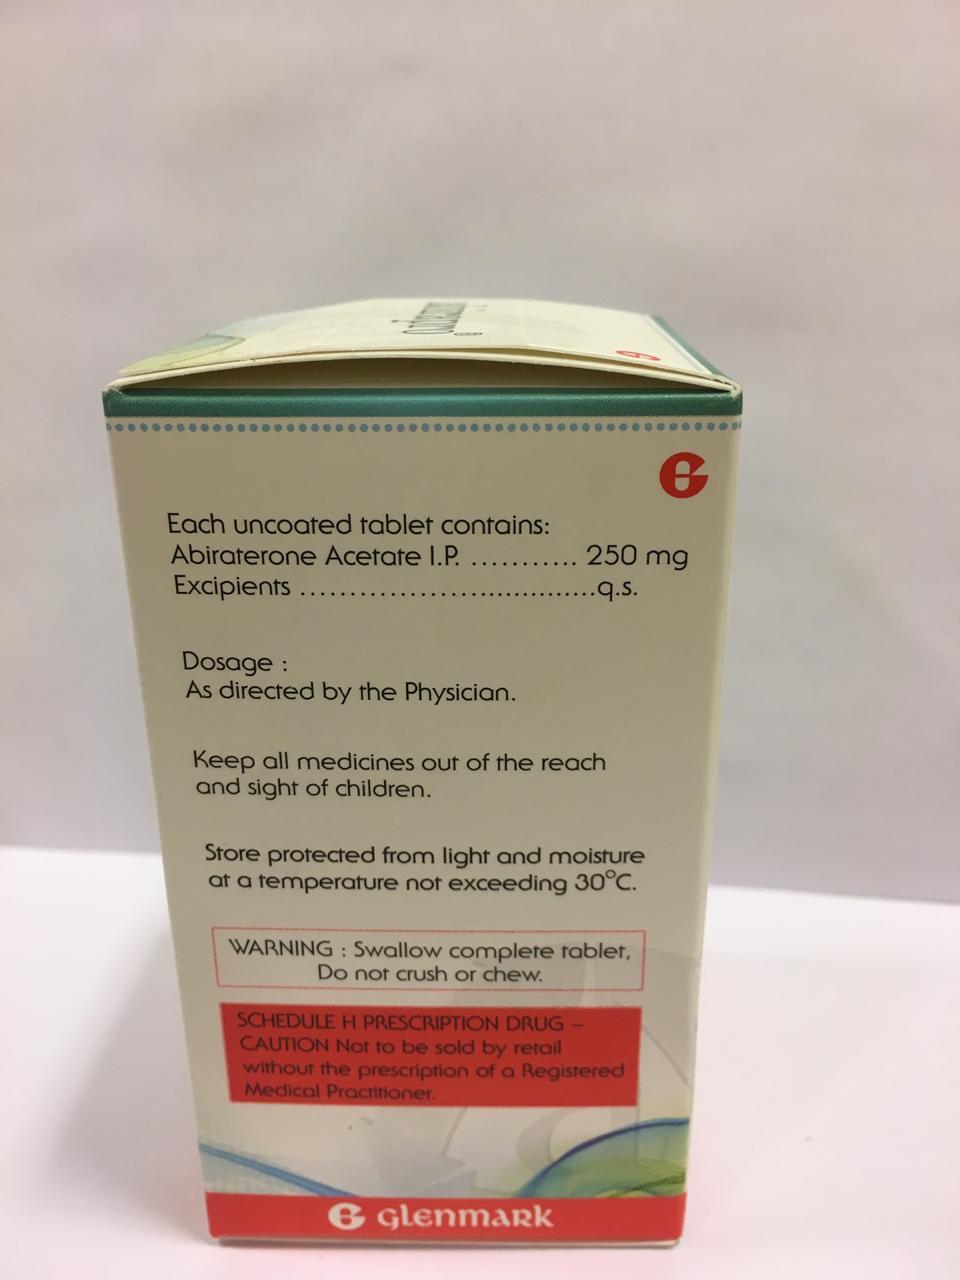 Each uncoated tablet contains:
Abiraterone Acetate I.P. ........... 250 mg
Excipients ..................................q.s.
Dosage :
As directed by the Physician.
Keep all medicines out of the reach
and sight of children.
Store protected from light and moisture
at a temperature not exceeding 30°C.
WARNING : Swallow complete tablet,
Do not crush or chew.
SCHEDULE H PRESCRIPTION DRUG –
CAUTION Not to be sold by retail
without the prescription of a Registered
Medical Practitioner.
glenmark